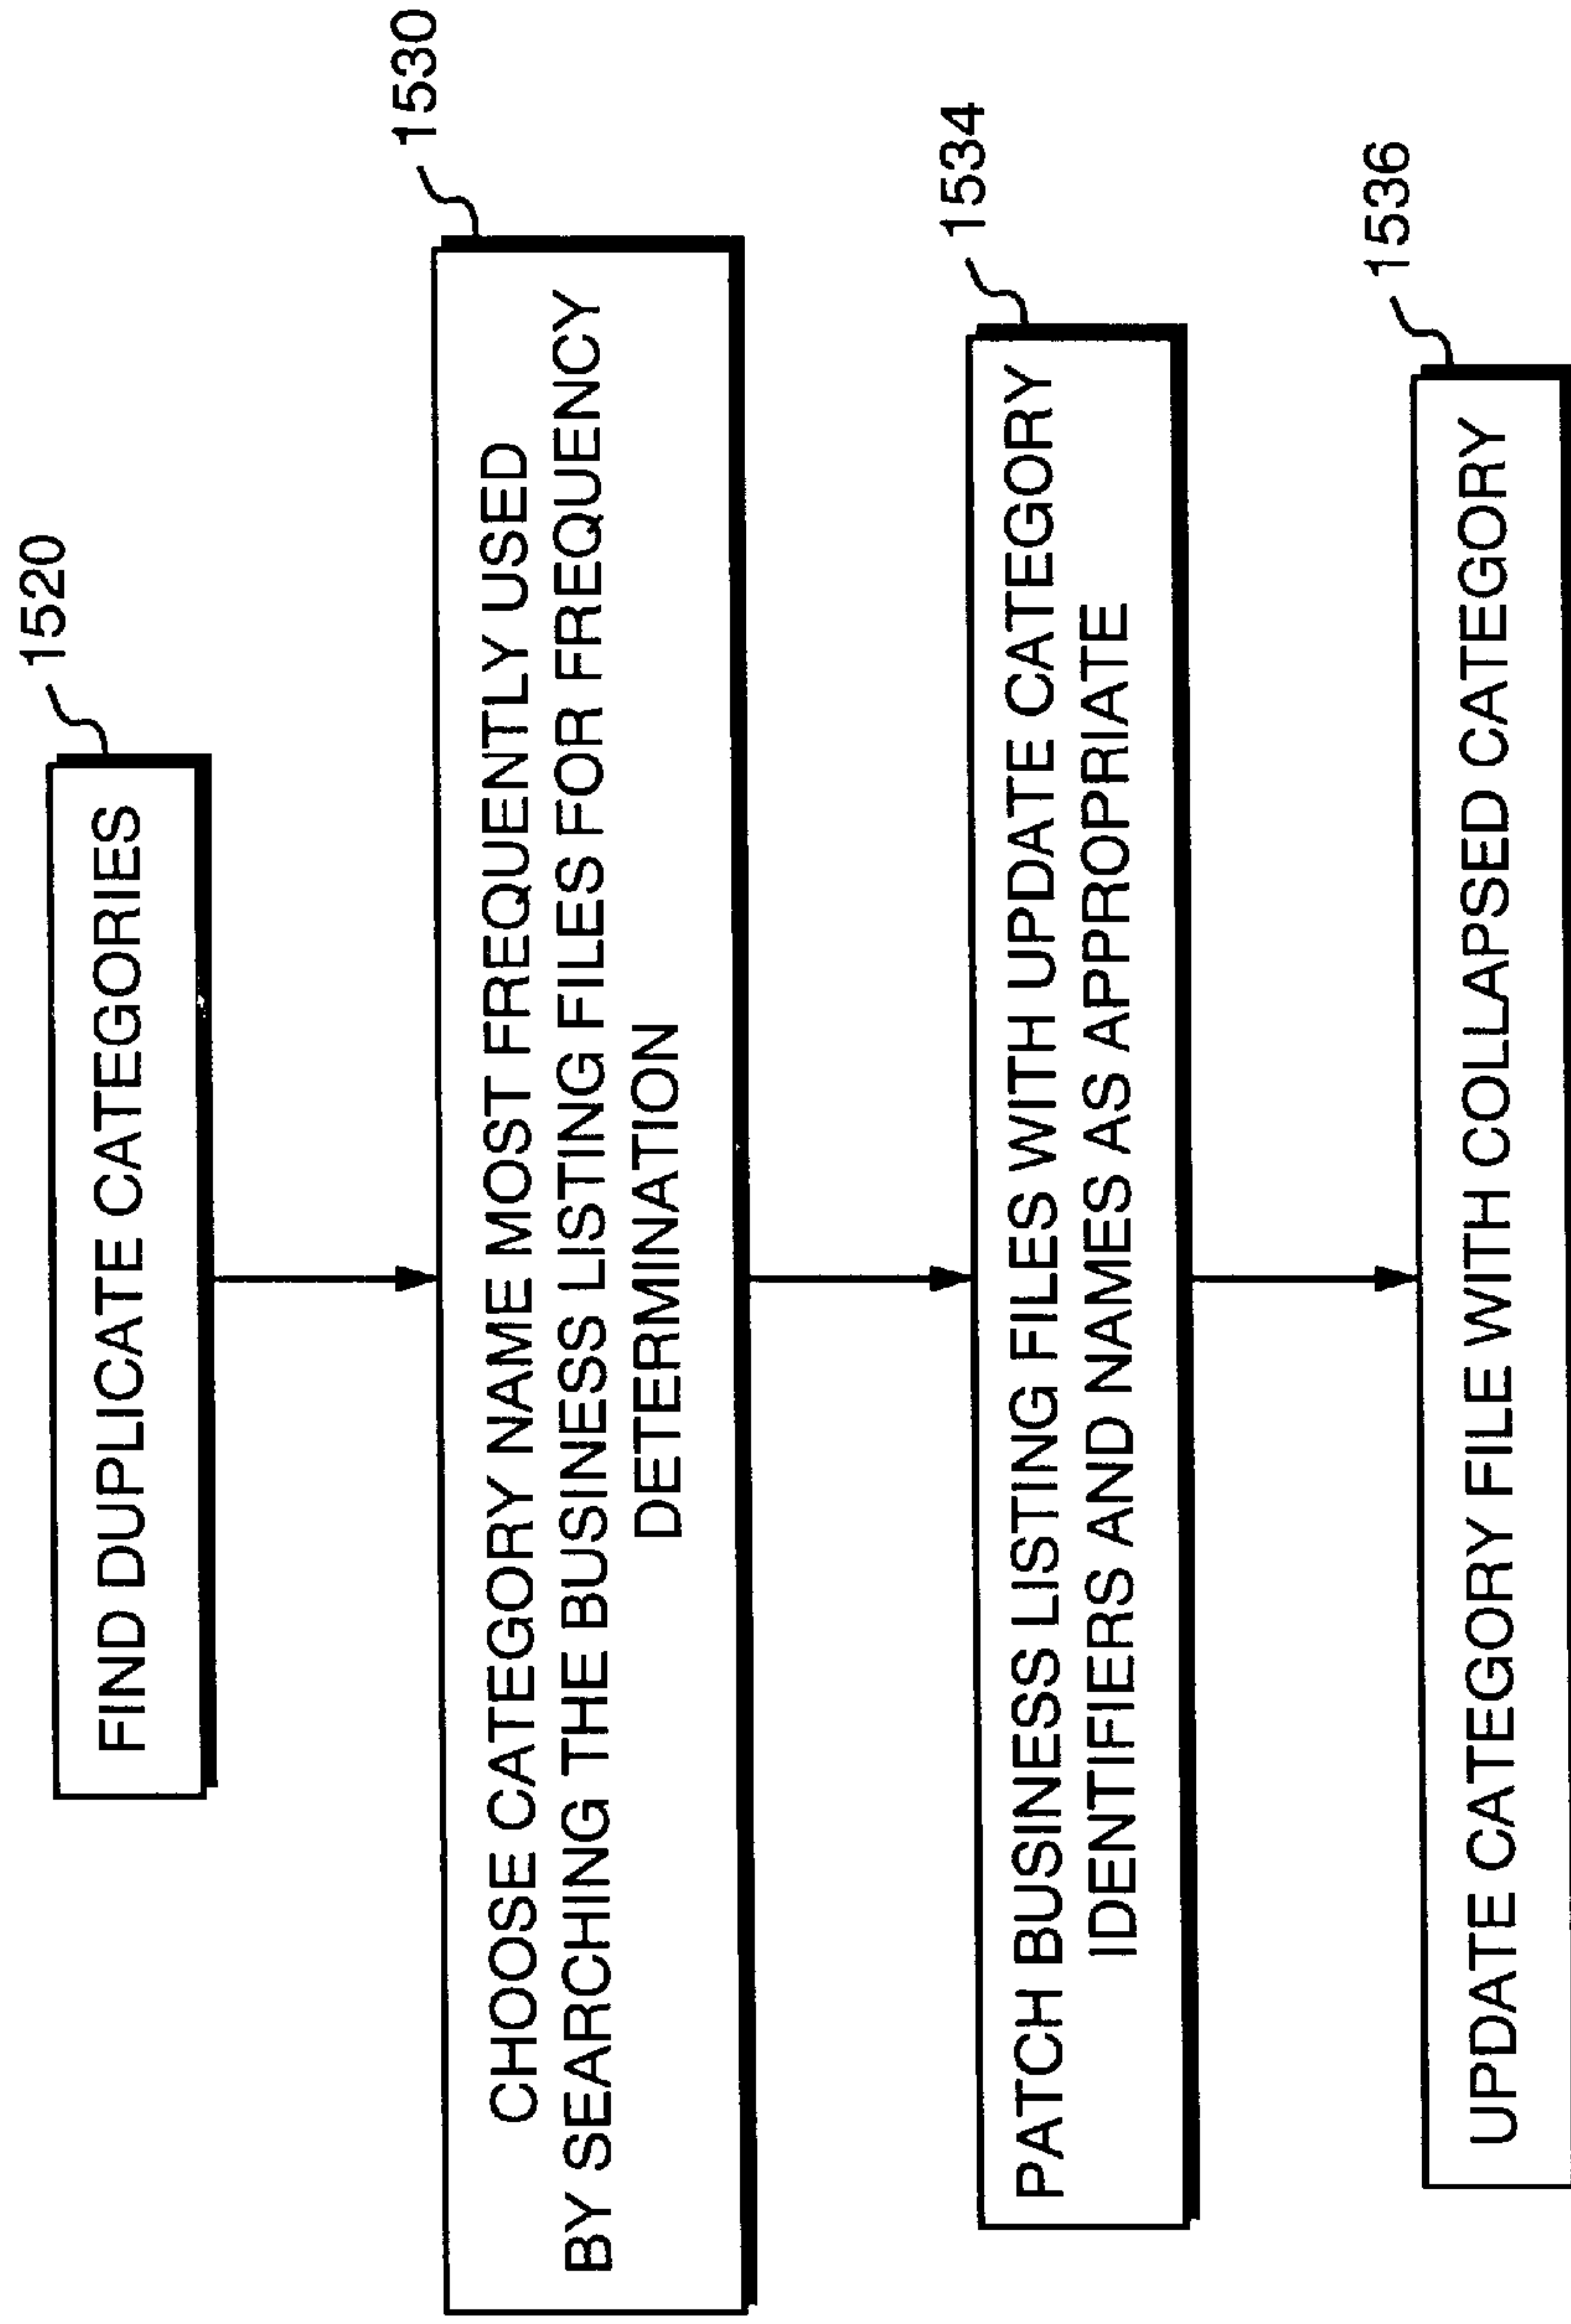 1520
FIND DUPLICATE CATEGORIES
1530
CHOOSE CATEGORY NAME MOST FREQUENTLY USED
BY SEARCHING THE BUSINESS LISTING FILES FOR FREQUENCY
DETERMINATION
1534
PATCH BUSINESS LISTING FILES WITH UPDATE CATEGORY
IDENTIFIERS AND NAMES AS APPROPRIATE
1536
UPDATE CATEGORY FILE WITH COLLAPSED CATEGORY